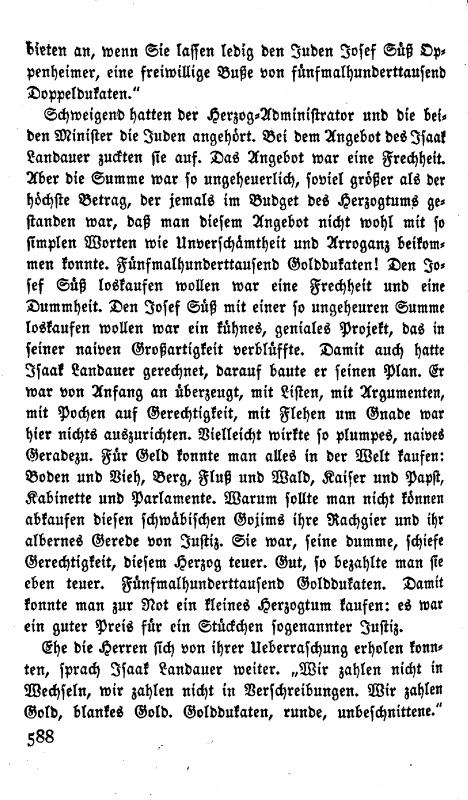 bieten an, wenn Sie lassen ledig den Juden Josef Süß Op-
penheimer, eine freiwillige Buße von fünfmalhunderttausend
Doppeldukaten.“
Schweigend hatten der Herzog-Administrator und die bei-
den Minister die Juden angehört. Bei dem Angebot des Isaak
Landauer zuckten sie auf. Das Angebot war eine Frechheit.
Aber die Summe war so ungeheuerlich, soviel größer als der
höchste Betrag, der jemals im Budget des Herzogtums ge-
standen war, daß man diesem Angebot nicht wohl mit so
simplen Worten wie Unverschämtheit und Arroganz beikom-
men konnte. Fünfmalhunderttausend Golddukaten! Den Jo-
sef Süß loskaufen wollen war eine Frechheit und eine
Dummheit. Den Josef Süß mit einer so ungeheuren Summe
loskaufen wollen war ein kühnes, geniales Projekt, das in
seiner naiven Großartigkeit verblüffte. Damit auch hatte
Isaak Landauer gerechnet, darauf baute er seinen Plan. Er
war von Anfang an überzeugt, mit Listen, mit Argumenten,
mit Pochen auf Gerechtigkeit, mit Flehen um Gnade war
hier nichts auszurichten. Vielleicht wirkte so plumpes, naives
Geradezu. Für Geld konnte man alles in der Welt kaufen:
Boden und Vieh, Berg, Fluß und Wald, Kaiser und Papst,
Kabinette und Parlamente. Warum sollte man nicht können
abkaufen diesen schwäbischen Gojims ihre Rachgier und ihr
albernes Gerede von Justiz. Sie war, seine dumme, schiefe
Gerechtigkeit, diesem Herzog teuer. Gut, so bezahlte man sie
eben teuer. Fünfmalhunderttausend Golddukaten. Damit
konnte man zur Not ein kleines Herzogtum kaufen: es war
ein guter Preis für ein Stückchen sogenannter Justiz.
Ehe die Herren sich von ihrer Ueberraschung erholen konn-
ten, sprach Isaak Landauer weiter. „Wir zahlen nicht in
Wechseln, wir zahlen nicht in Verschreibungen. Wir zahlen
Gold, blankes Gold. Golddukaten, runde, unbeschnittene.“
588